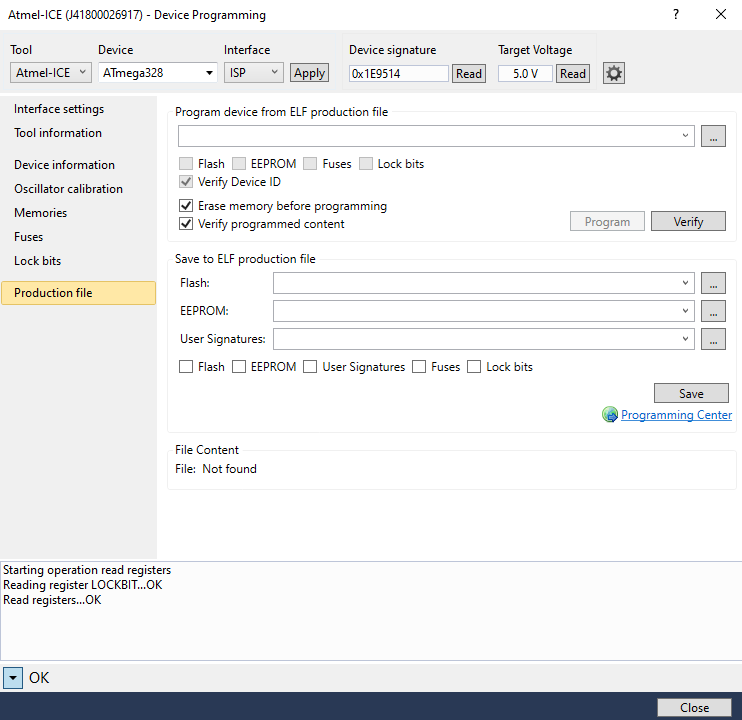 Atmel-ICE (J41800026917) - Device Programming
?
Tool Device Interface Device signature Target Voltage
Atmel-ICE ATmega328 ISP Apply 0x1E9514 Read 5.0 V Read
Interface settings
Tool information
Device information
Oscillator calibration
Memories
Fuses
Lock bits
Production file
Program device from ELF production file
...
Flash EEPROM Fuses Lock bits
Verify Device ID
Erase memory before programming
Verify programmed content
Program Verify
Save to ELF production file
Flash: ...
EEPROM: ...
User Signatures: ...
Flash EEPROM User Signatures Fuses Lock bits
Save
Programming Center
File Content
File: Not found
Starting operation read registers
Reading register LOCKBIT...OK
Read registers...OK
OK
Close